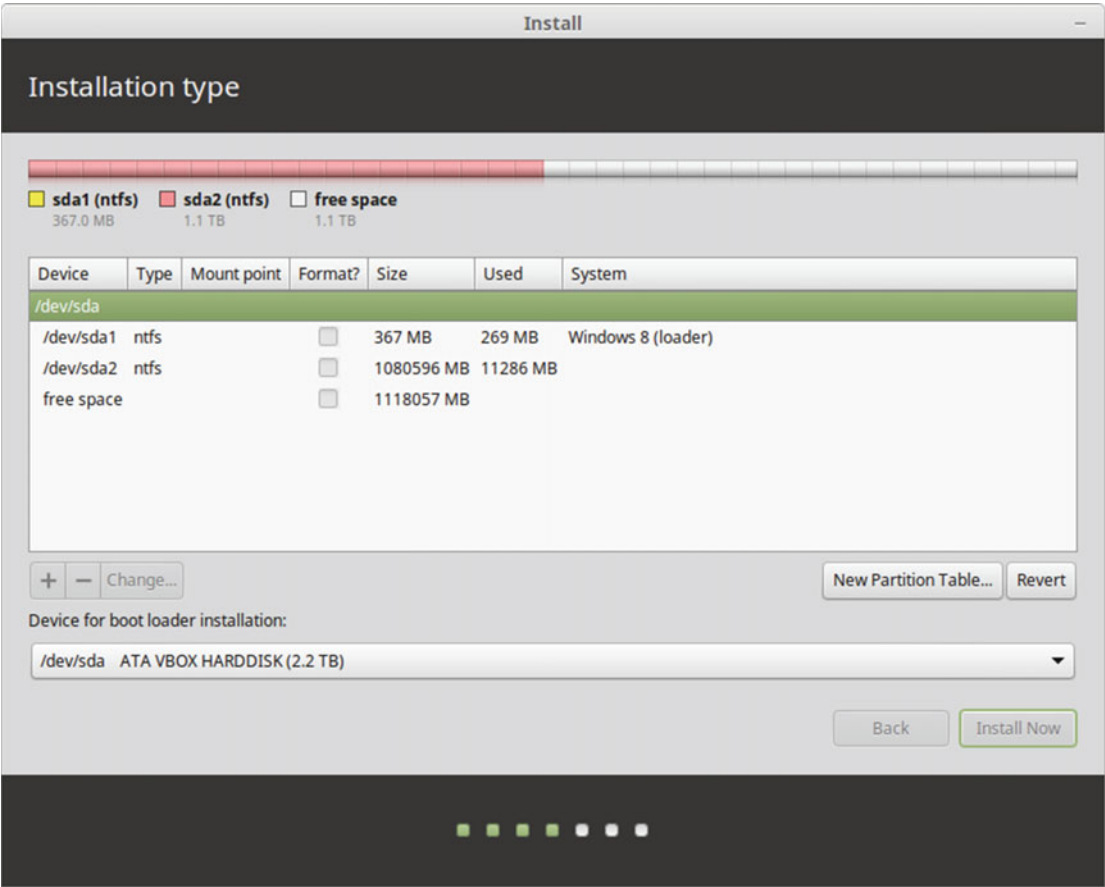 Install
Installation type
sda1 (ntfs) sda2 (ntfs) free space
367.0 MB 1.1 TB 1.1 TB
Device Type Mount point Format? Size Used System
/dev/sda
/dev/sda1 ntfs 367 MB 269 MB Windows 8 (loader)
/dev/sda2 ntfs 1080596 MB 11286 MB
free space 1118057 MB
+ − Change... New Partition Table... Revert
Device for boot loader installation:
/dev/sda ATA VBOX HARDDISK (2.2 TB)
Back Install Now